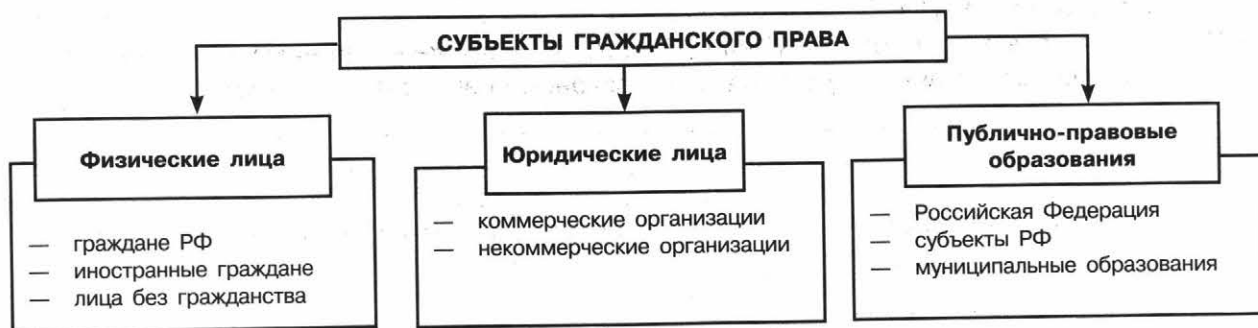 СУБЪЕКТЫ ГРАЖДАНСКОГО ПРАВА
Физические лица
— граждане РФ
— иностранные граждане
— лица без гражданства
Юридические лица
— коммерческие организации
— некоммерческие организации
Публично-правовые
образования
— Российская Федерация
— субъекты РФ
— муниципальные образования